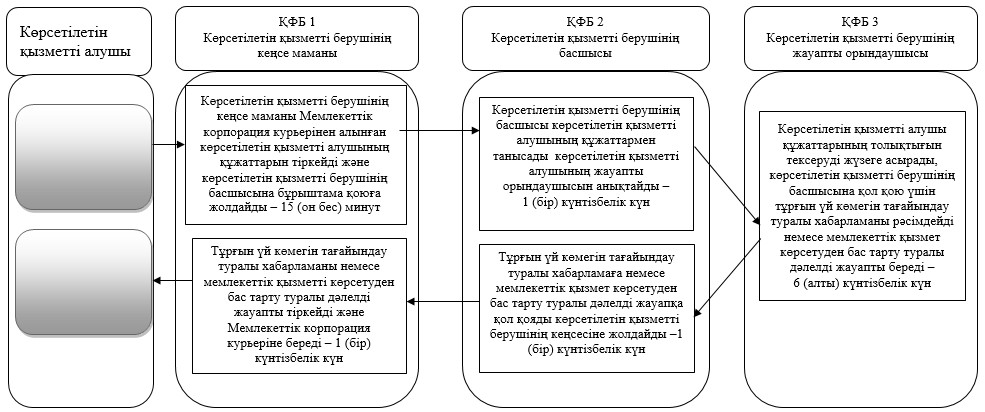 Көрсетілетін
қызметті алушы
ҚФБ 1
Көрсетілетін қызметті берушінің
кеңсе маманы
ҚФБ 2
Көрсетілетін қызметті берушінің
басшысы
ҚФБ 3
Көрсетілетін қызметті берушінің
жауапты орындаушысы
Көрсетілетін қызметті берушінің
кеңсе маманы Мемлекеттік
корпорация курьерінен алынған
көрсетілетін қызметті алушының
құжаттарын тіркейді және
көрсетілетін қызметті берушінің
басшысына бұрыштама қоюға
жолдайды – 15 (он бес) минут
Көрсетілетін қызметті берушінің
басшысы көрсетілетін қызметті
алушының құжаттармен
танысады көрсетілетін қызметті
алушының жауапты
орындаушысын анықтайды –
1 (бір) күнтізбелік күн
Көрсетілетін қызметті алушы
құжаттарының толықтығын
тексеруді жүзеге асырады,
көрсетілетін қызметті берушінің
басшысына қол қою үшін
тұрғын үй көмегін тағайындау
туралы хабарламаны рәсімдейді
немесе мемлекеттік қызмет
көрсетуден бас тарту туралы
дәлелді жауапты береді –
6 (алты) күнтізбелік күн
Тұрғын үй көмегін тағайындау
туралы хабарламаны немесе
мемлекеттік қызметті көрсетуден
бас тарту туралы дәлелді
жауапты тіркейді және
Мемлекеттік корпорация
курьеріне береді – 1 (бір)
күнтізбелік күн
Тұрғын үй көмегін тағайындау
туралы хабарламаға немесе
мемлекеттік қызмет көрсетуден
бас тарту туралы дәлелді жауапқа
қол қояды көрсетілетін қызметті
берушінің кеңсесіне жолдайды –1
(бір) күнтізбелік күн